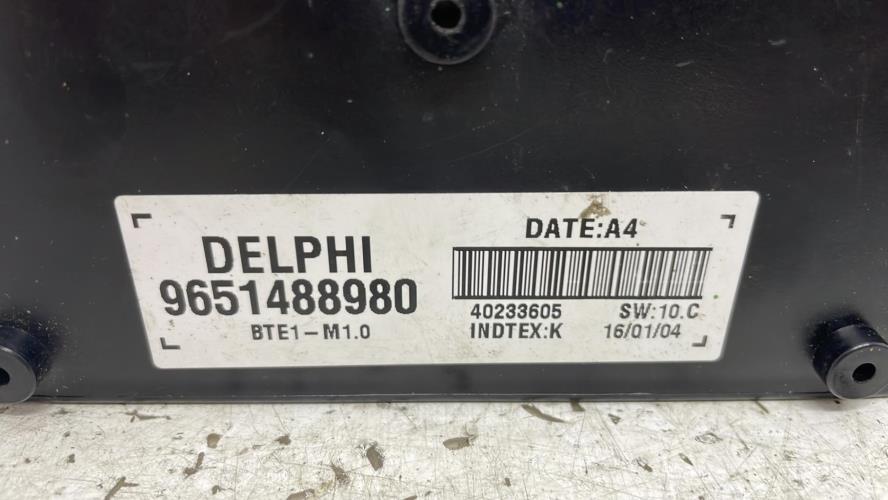 DELPHI
9651488980
BTE1-M1.0
DATE:A4
40233605 SW:10.C
INDTEX:K 16/01/04